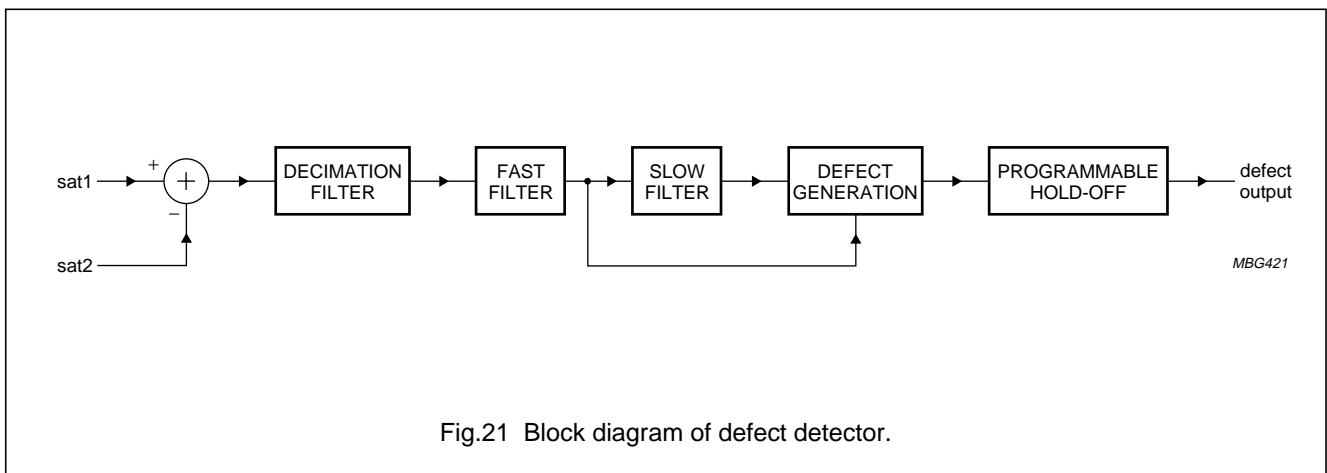 sat1
+
−
+
sat2
DECIMATION
FILTER
FAST
FILTER
SLOW
FILTER
DEFECT
GENERATION
PROGRAMMABLE
HOLD-OFF
defect
output
MBG421
Fig.21 Block diagram of defect detector.